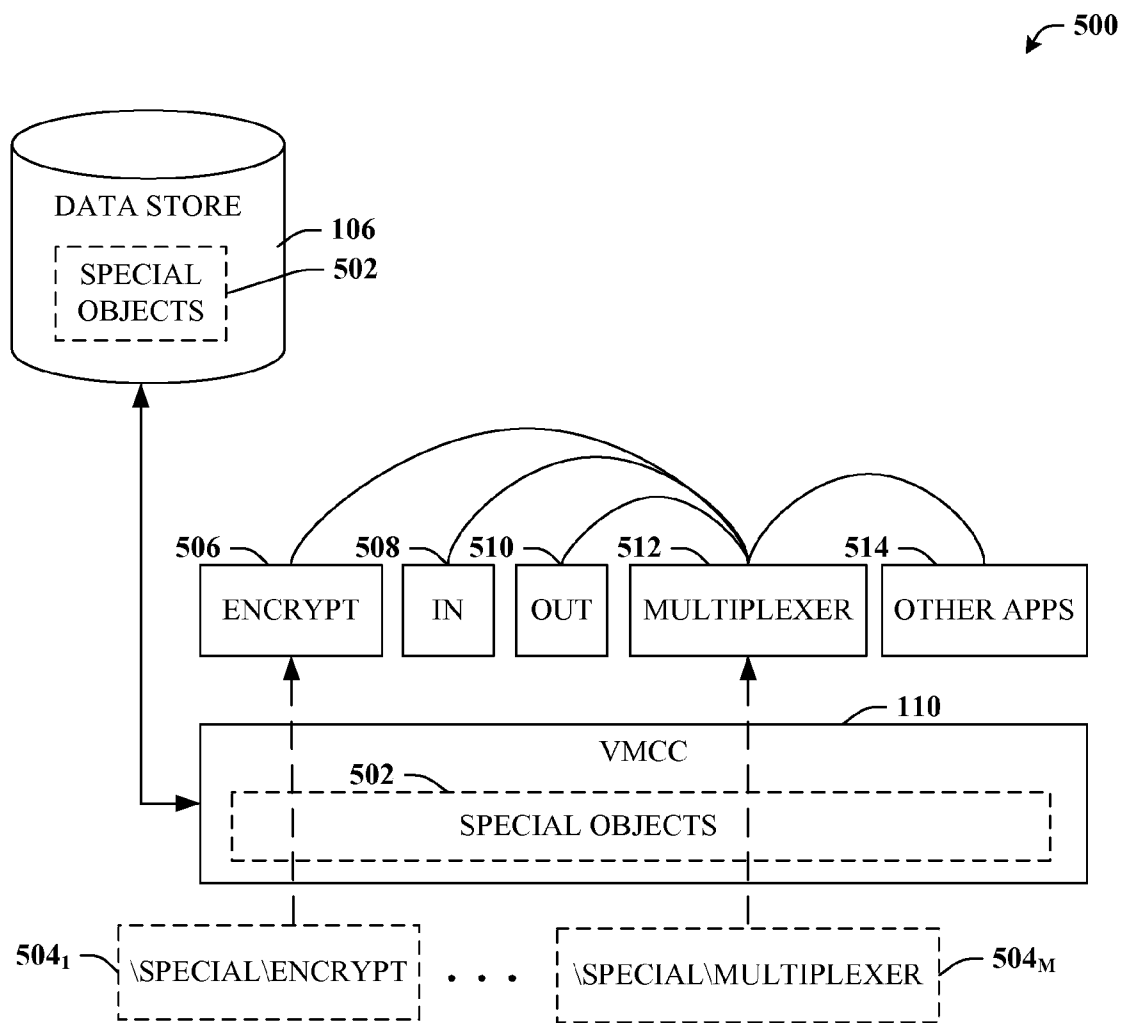 500
DATA STORE
106
SPECIAL
OBJECTS
502
506
508
510
512
514
ENCRYPT
IN
OUT
MULTIPLEXER
OTHER APPS
110
VMCC
502
SPECIAL OBJECTS
504₁
\SPECIAL\ENCRYPT
. . .
\SPECIAL\MULTIPLEXER
504M